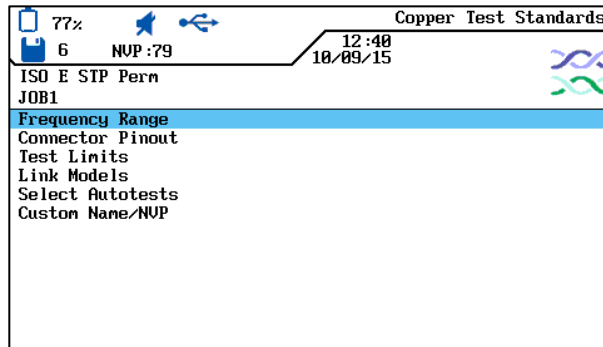 77%
Copper Test Standards
6
NVP:79
12:40
10/09/15
ISO E STP Perm
JOB1
Frequency Range
Connector Pinout
Test Limits
Link Models
Select Autotests
Custom Name/NVP